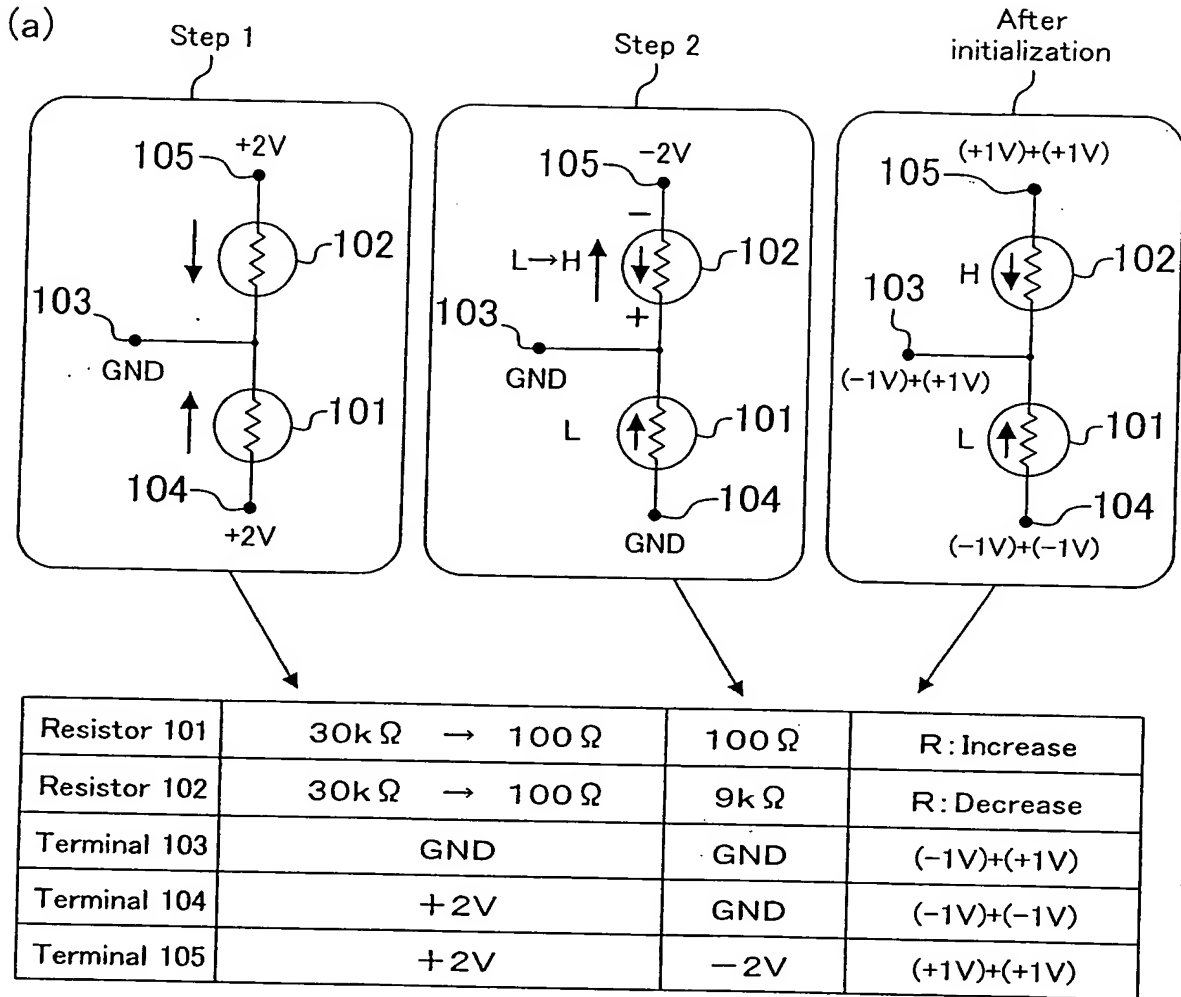 (a)
Step 1
Step 2
After
initialization
+2V
105
102
103
GND
101
104
+2V
-2V
105
−
L→H
102
+
103
GND
L
101
104
GND
(+1V)+(+1V)
105
H
102
103
(-1V)+(+1V)
L
101
104
(-1V)+(-1V)
Resistor 101 30kΩ → 100Ω 100Ω R:Increase
Resistor 102 30kΩ → 100Ω 9kΩ R:Decrease
Terminal 103 GND GND (-1V)+(+1V)
Terminal 104 +2V GND (-1V)+(-1V)
Terminal 105 +2V -2V (+1V)+(+1V)